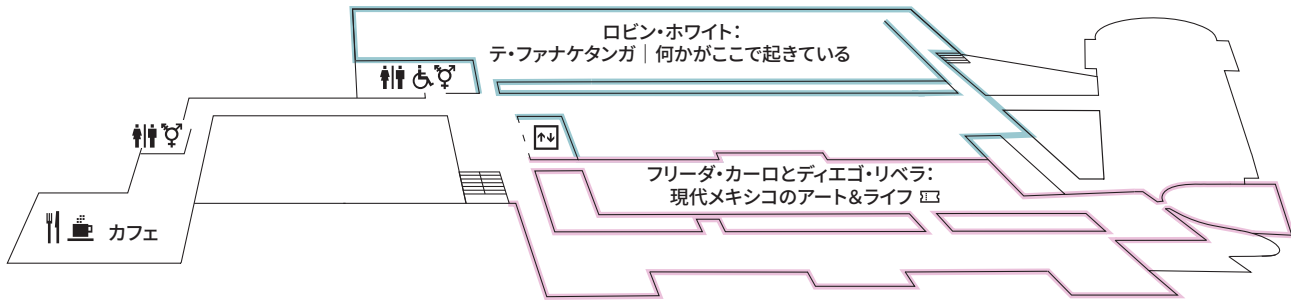 ロビン・ホワイト：
テ・ファナケタンガ｜何かがここで起きている
フリーダ・カーロとディエゴ・リベラ：
現代メキシコのアート&ライフ
カフェ